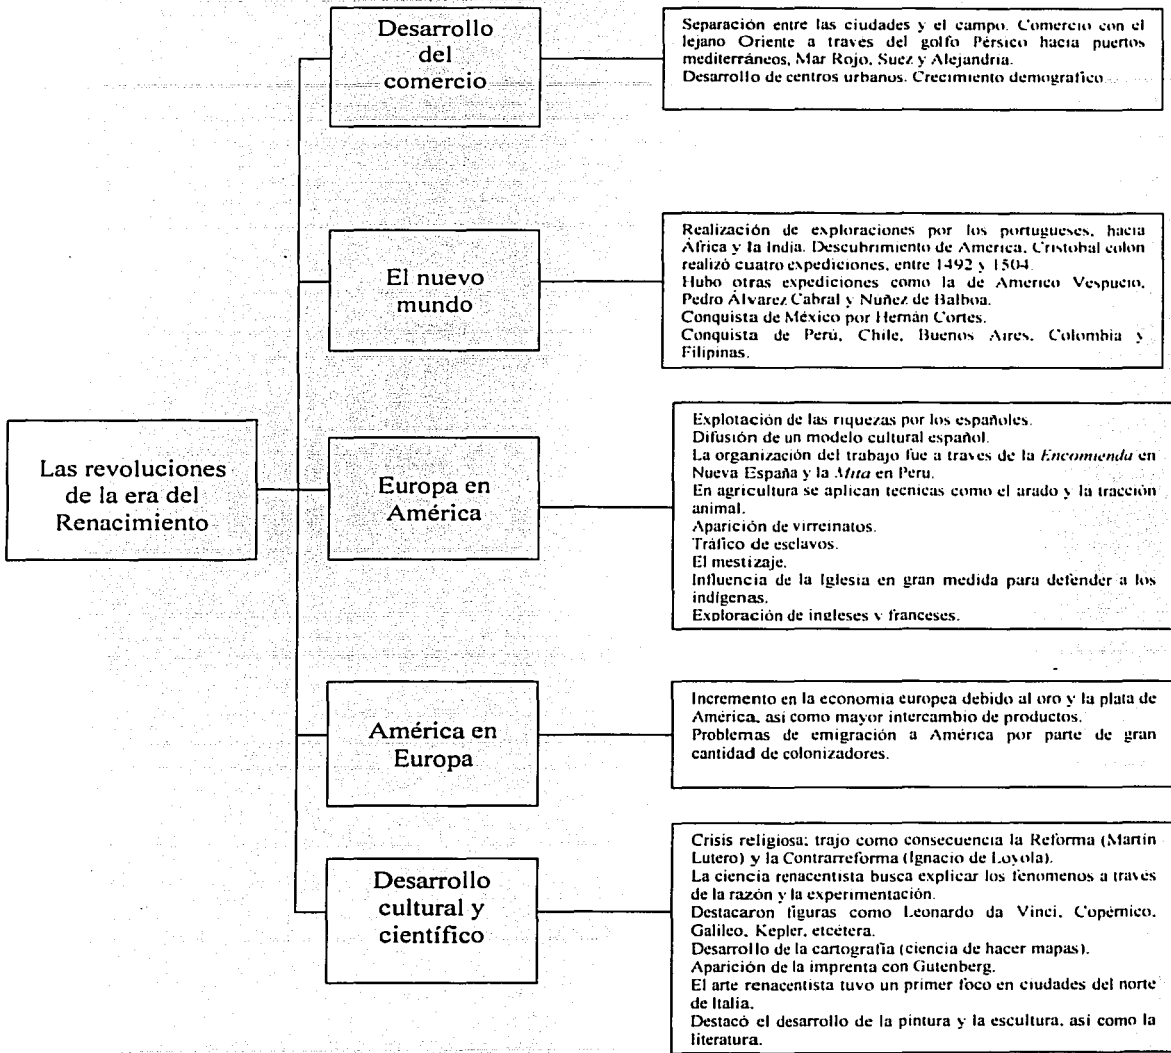 Desarrollo
del
comercio
Separación entre las ciudades y el campo. Comercio con el
lejano Oriente a través del golfo Pérsico hacia puertos
mediterráneos, Mar Rojo, Suez y Alejandría.
Desarrollo de centros urbanos. Crecimiento demografico
El nuevo
mundo
Realización de exploraciones por los portugueses, hacia
África y la India. Descubrimiento de America, Cristobal colon
realizó cuatro expediciones, entre 1492 y 1504.
Hubo otras expediciones como la de Americo Vespucio,
Pedro Álvarez Cabral y Nuñez de Balboa.
Conquista de México por Hernán Cortes.
Conquista de Perú, Chile, Buenos Aires, Colombia y
Filipinas.
Las revoluciones
de la era del
Renacimiento
Europa en
América
Explotación de las riquezas por los españoles.
Difusión de un modelo cultural español.
La organización del trabajo fue a través de la Encomienda en
Nueva España y la Mita en Peru.
En agricultura se aplican tecnicas como el arado y la tracción
animal.
Aparición de virreinatos.
Tráfico de esclavos.
El mestizaje.
Influencia de la Iglesia en gran medida para defender a los
indígenas.
Exploración de ingleses y franceses.
América en
Europa
Incremento en la economia europea debido al oro y la plata de
América, asi como mayor intercambio de productos.
Problemas de emigración a América por parte de gran
cantidad de colonizadores.
Desarrollo
cultural y
científico
Crisis religiosa; trajo como consecuencia la Reforma (Martín
Lutero) y la Contrarreforma (Ignacio de Loyola).
La ciencia renacentista busca explicar los fenomenos a través
de la razón y la experimentación.
Destacaron figuras como Leonardo da Vinci, Copérnico,
Galileo, Kepler, etcétera.
Desarrollo de la cartografia (ciencia de hacer mapas).
Aparición de la imprenta con Gutenberg.
El arte renacentista tuvo un primer foco en ciudades del norte
de Italia.
Destacó el desarrollo de la pintura y la escultura, asi como la
literatura.